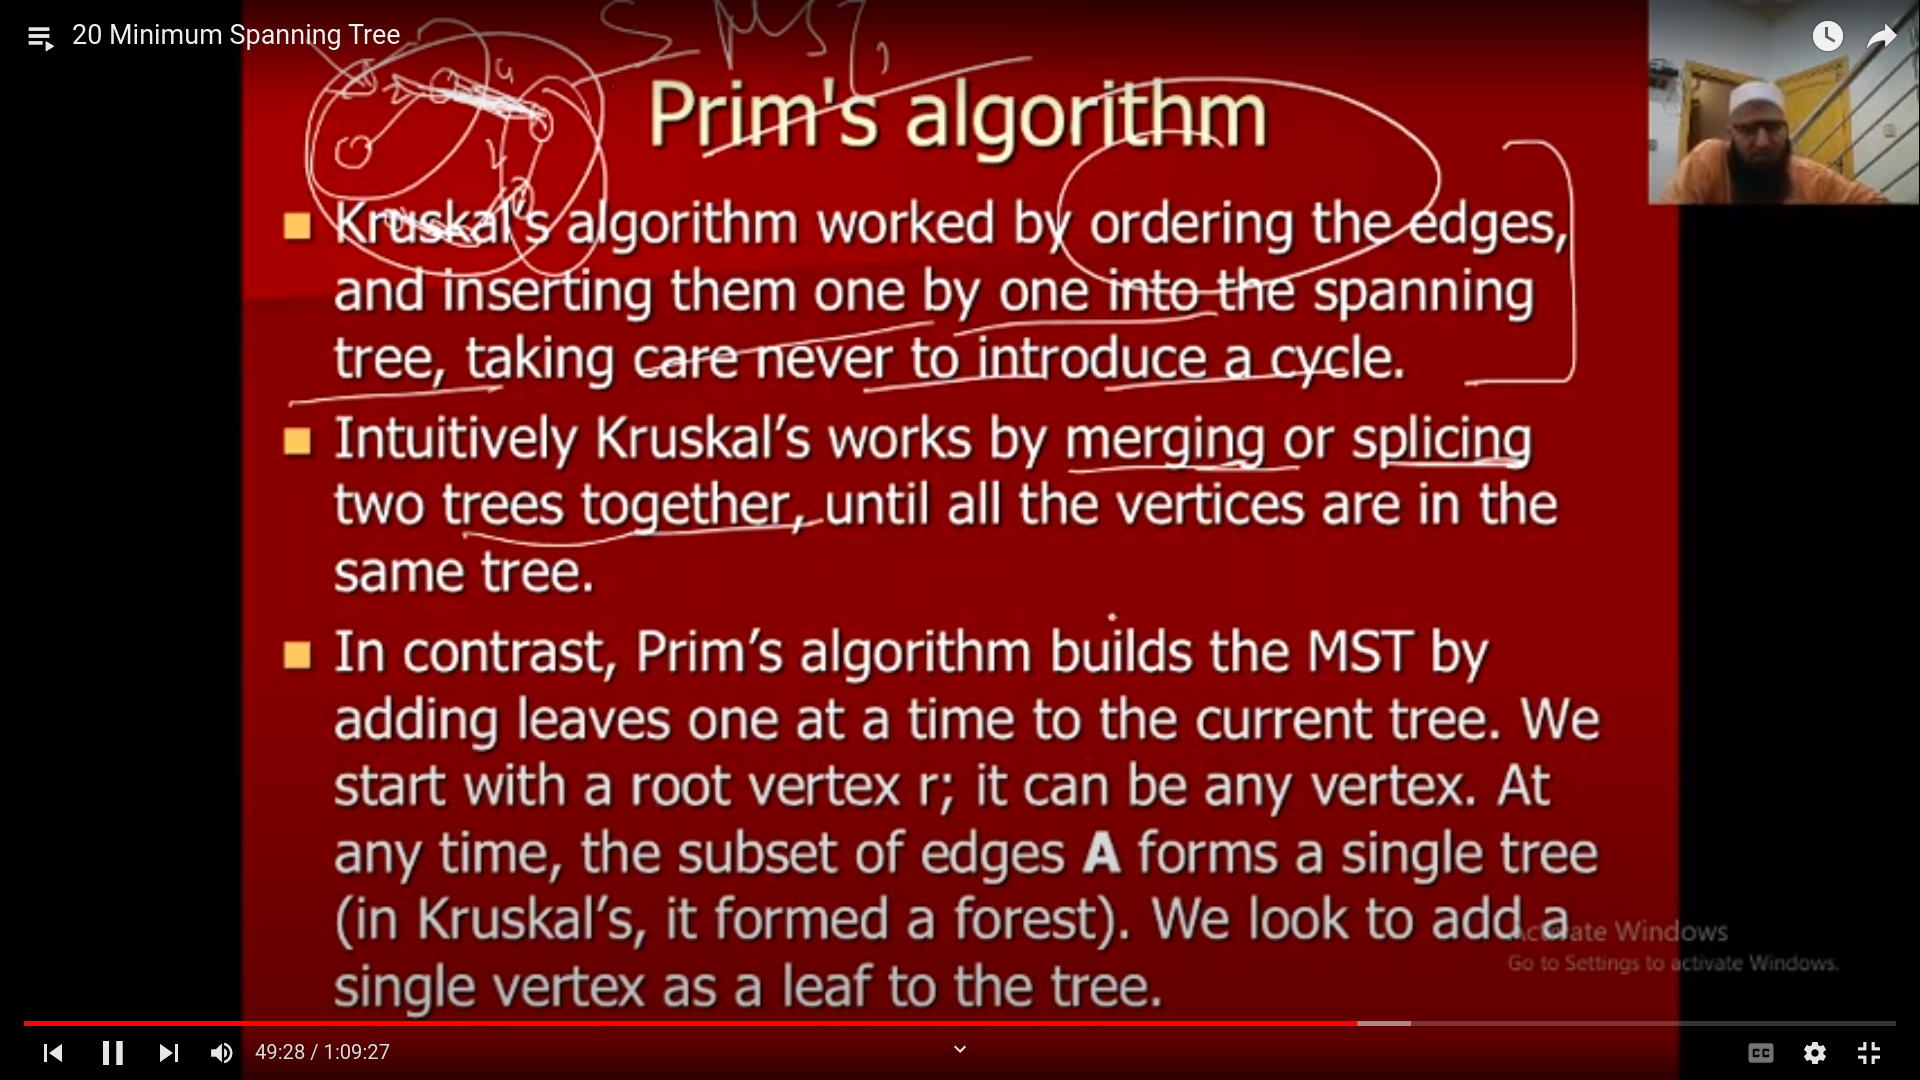 20 Minimum Spanning Tree
Prim's algorithm
Kruskal's algorithm worked by ordering the edges,
and inserting them one by one into the spanning
tree, taking care never to introduce a cycle.
Intuitively Kruskal’s works by merging or splicing
two trees together, until all the vertices are in the
same tree.
In contrast, Prim’s algorithm builds the MST by
adding leaves one at a time to the current tree. We
start with a root vertex r; it can be any vertex. At
any time, the subset of edges A forms a single tree
(in Kruskal’s, it formed a forest). We look to add a
single vertex as a leaf to the tree.
Activate Windows
Go to Settings to activate Windows.
49:28 / 1:09:27
CC